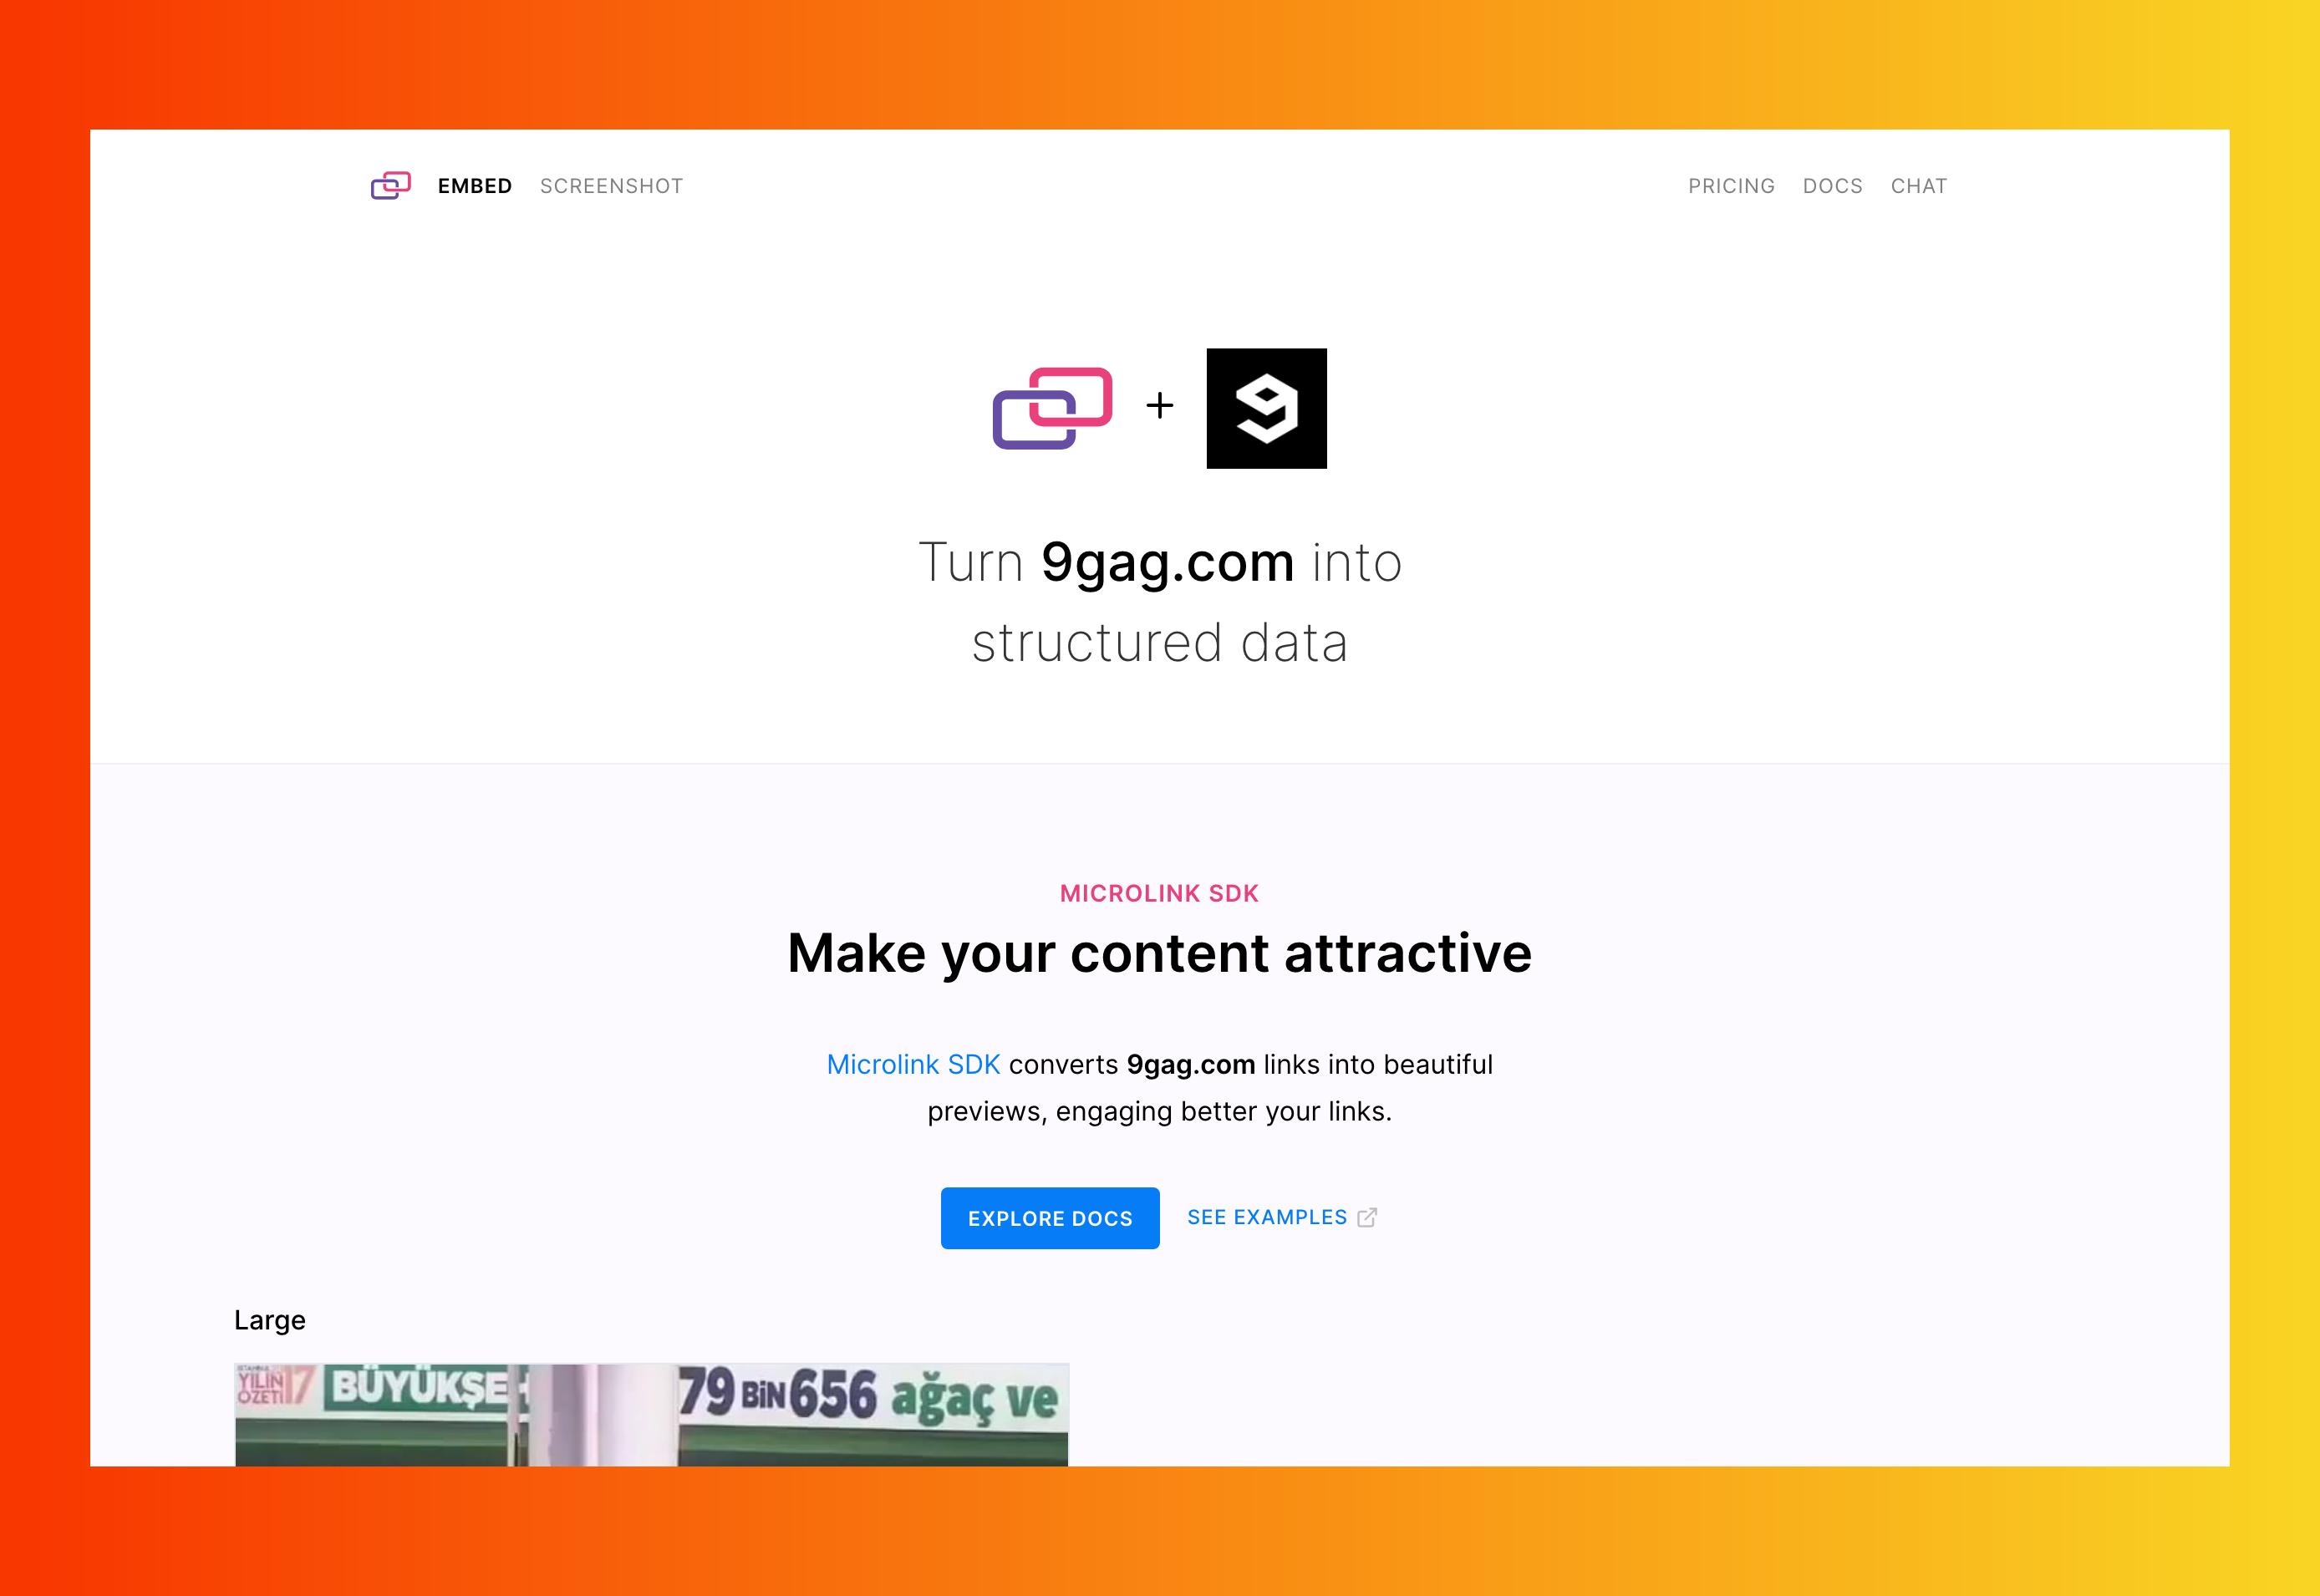 EMBED SCREENSHOT PRICING DOCS CHAT
+
Turn 9gag.com into
structured data
MICROLINK SDK
Make your content attractive
Microlink SDK converts 9gag.com links into beautiful
previews, engaging better your links.
EXPLORE DOCS SEE EXAMPLES
Large
YILIN
ÖZETİ 17 BÜYÜKŞE 79 BİN 656 ağaç ve